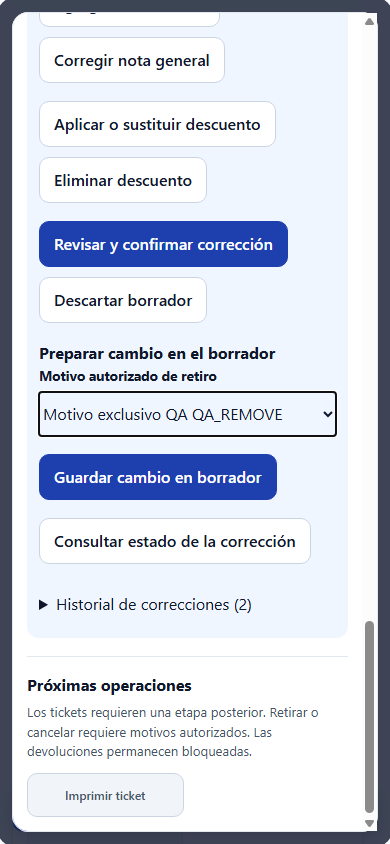 Corregir nota general
Aplicar o sustituir descuento
Eliminar descuento
Revisar y confirmar corrección
Descartar borrador
Preparar cambio en el borrador
Motivo autorizado de retiro
Motivo exclusivo QA QA_REMOVE
Guardar cambio en borrador
Consultar estado de la corrección
Historial de correcciones (2)
Próximas operaciones
Los tickets requieren una etapa posterior. Retirar o
cancelar requiere motivos autorizados. Las
devoluciones permanecen bloqueadas.
Imprimir ticket